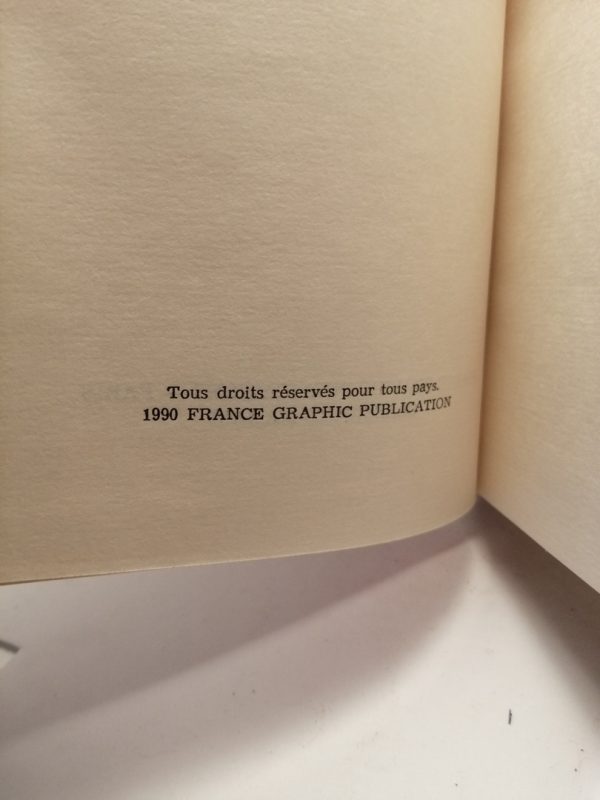 Tous droits réservés pour tous pays.
1990 FRANCE GRAPHIC PUBLICATION